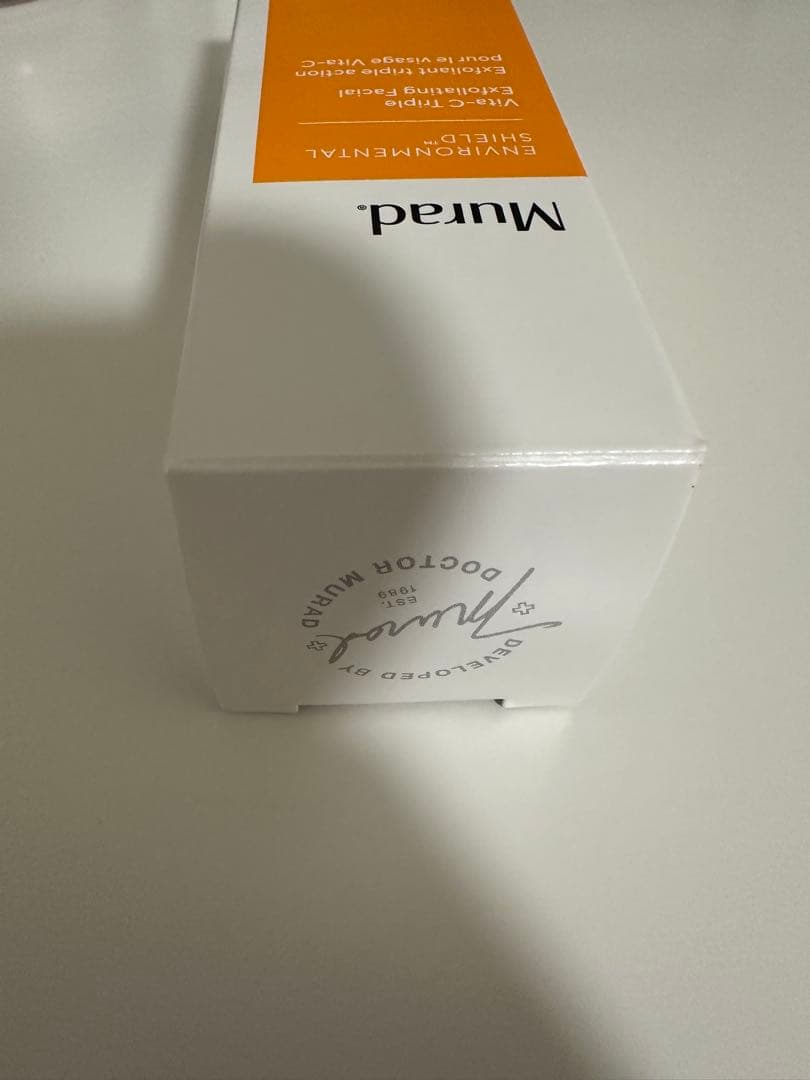 Murad®
ENVIRONMENTAL
SHIELD™
Vita-C Triple
Exfoliating Facial
Exfoliant triple action
pour le visage Vita-C
DEVELOPED BY
Murad
EST.
1989
DOCTOR MURAD